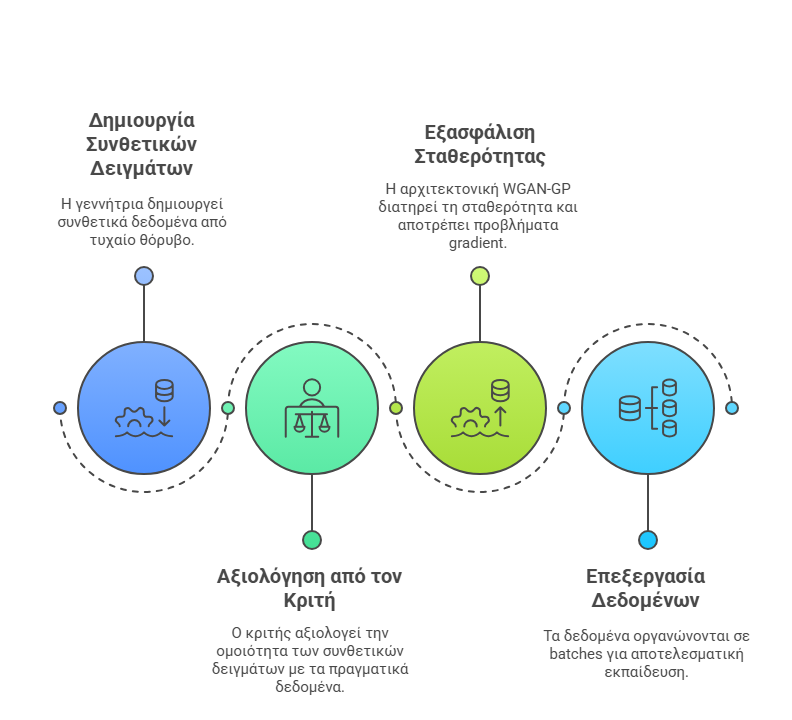 Δημιουργία
Συνθετικών
Δειγμάτων
Η γεννήτρια δημιουργεί
συνθετικά δεδομένα από
τυχαίο θόρυβο.
Εξασφάλιση
Σταθερότητας
Η αρχιτεκτονική WGAN-GP
διατηρεί τη σταθερότητα και
αποτρέπει προβλήματα
gradient.
Αξιολόγηση από τον
Κριτή
Ο κριτής αξιολογεί την
ομοιότητα των συνθετικών
δειγμάτων με τα πραγματικά
δεδομένα.
Επεξεργασία
Δεδομένων
Τα δεδομένα οργανώνονται σε
batches για αποτελεσματική
εκπαίδευση.